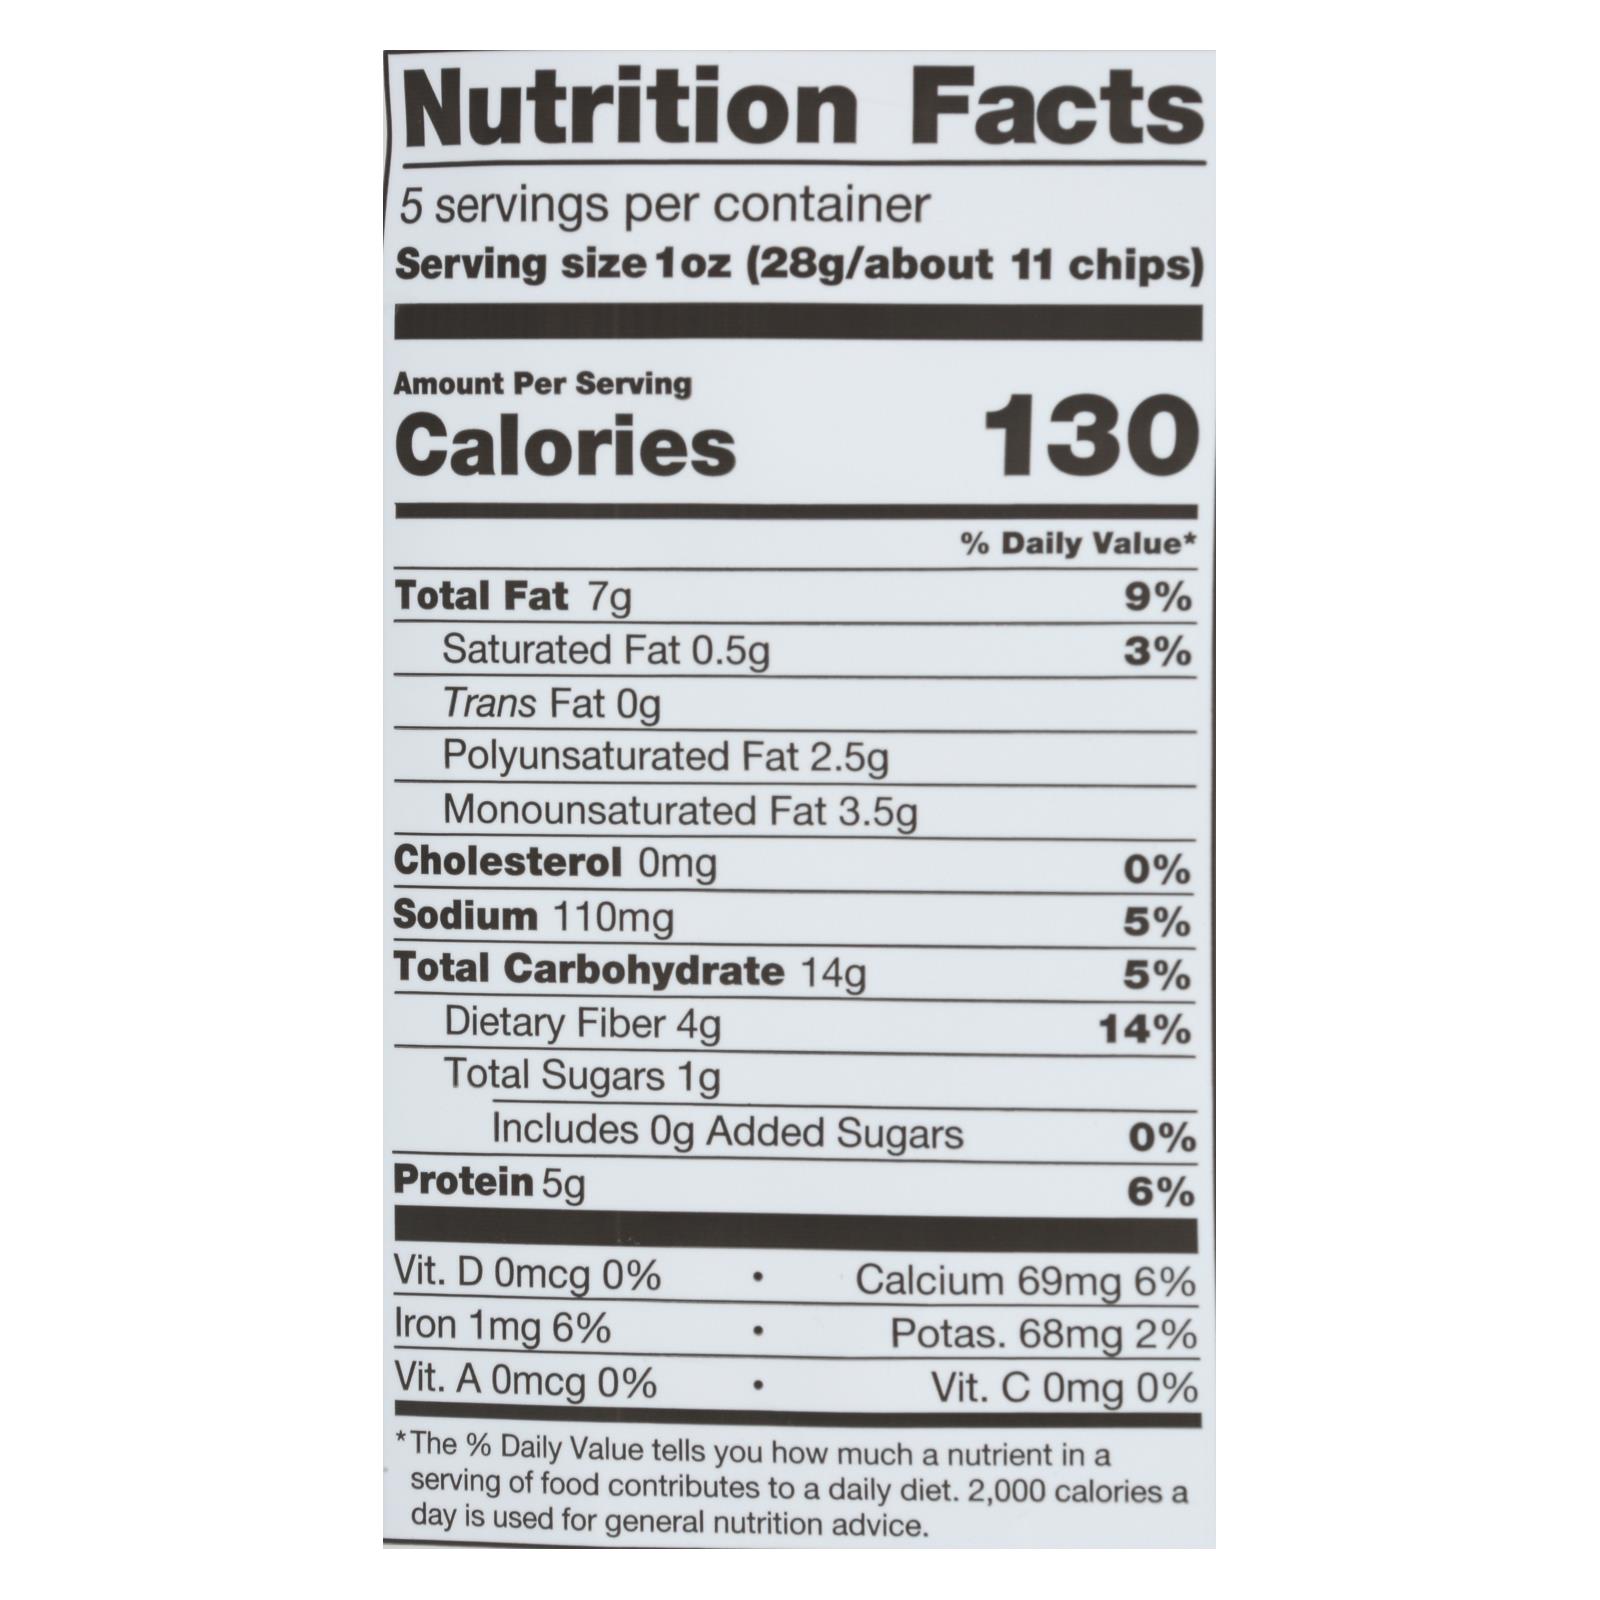 Nutrition Facts
5 servings per container
Serving size 1oz (28g/about 11 chips)
Amount Per Serving
Calories 130
% Daily Value*
Total Fat 7g 9%
Saturated Fat 0.5g 3%
Trans Fat 0g
Polyunsaturated Fat 2.5g
Monounsaturated Fat 3.5g
Cholesterol 0mg 0%
Sodium 110mg 5%
Total Carbohydrate 14g 5%
Dietary Fiber 4g 14%
Total Sugars 1g
Includes 0g Added Sugars 0%
Protein 5g 6%
Vit. D 0mcg 0% • Calcium 69mg 6%
Iron 1mg 6% • Potas. 68mg 2%
Vit. A 0mcg 0% • Vit. C 0mg 0%
*The % Daily Value tells you how much a nutrient in a
serving of food contributes to a daily diet. 2,000 calories a
day is used for general nutrition advice.